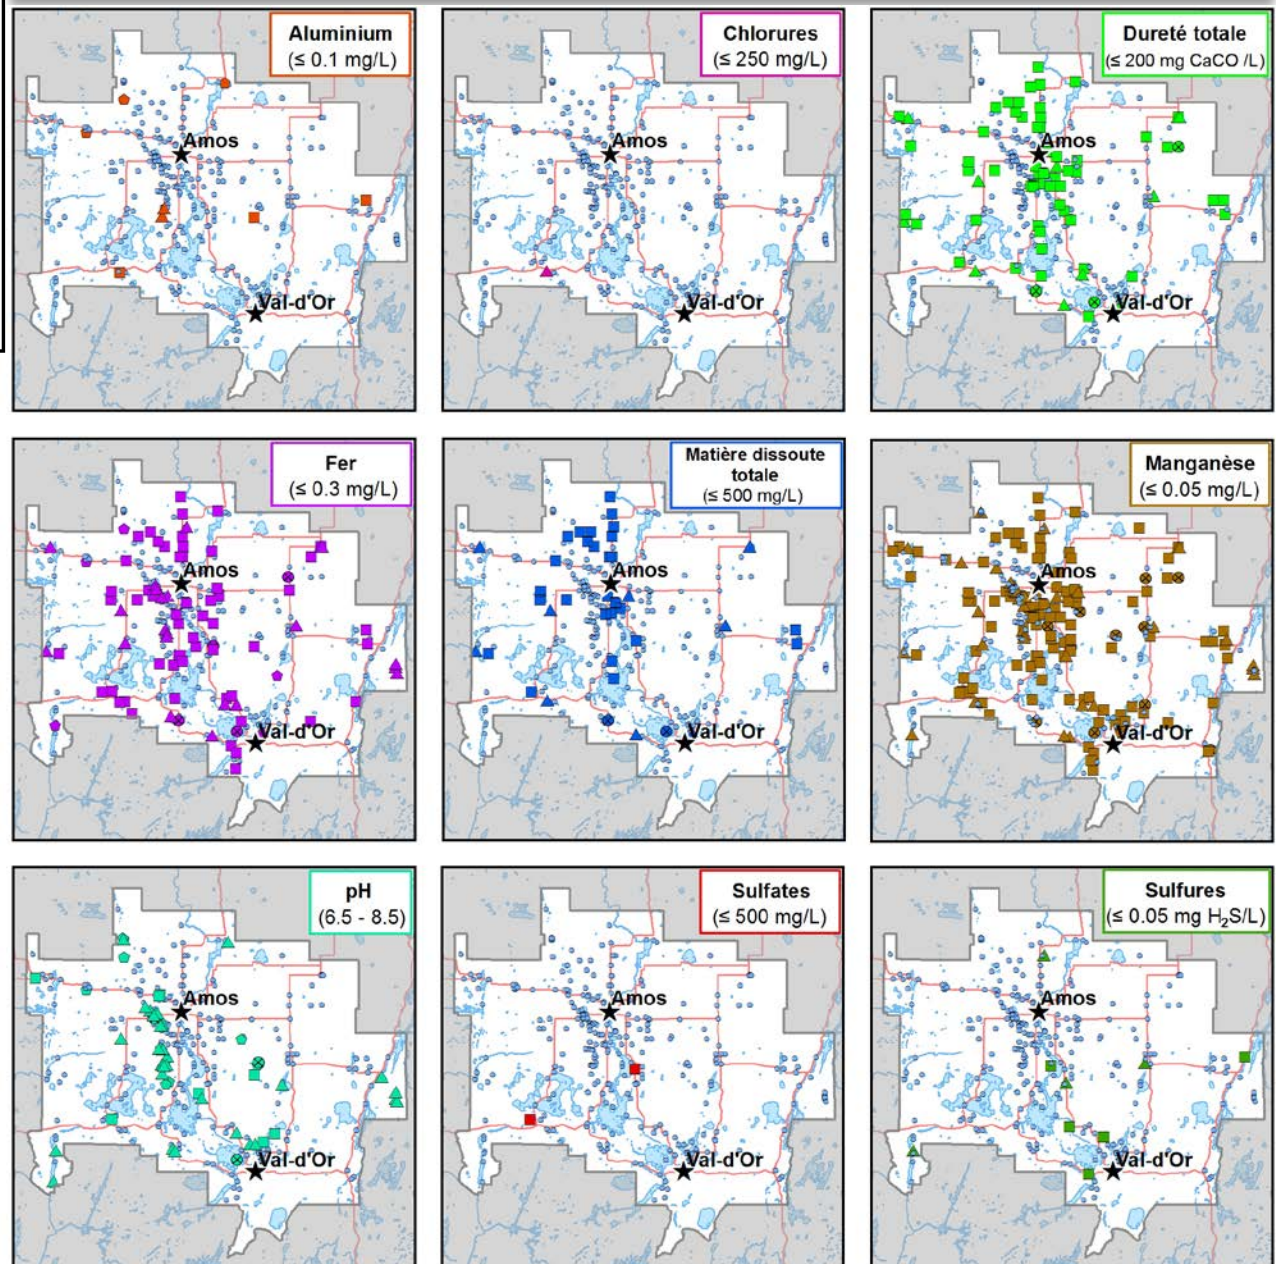 Aluminium
(≤ 0.1 mg/L)
Amos
Val-d'Or
Chlorures
(≤ 250 mg/L)
Amos
Val-d'Or
Dureté totale
(≤ 200 mg CaCO /L)
Amos
Val-d'Or
Fer
(≤ 0.3 mg/L)
Amos
Val-d'Or
Matière dissoute
totale
(≤ 500 mg/L)
Amos
Val-d'Or
Manganèse
(≤ 0.05 mg/L)
Amos
Val-d'Or
pH
(6.5 - 8.5)
Amos
Val-d'Or
Sulfates
(≤ 500 mg/L)
Amos
Val-d'Or
Sulfures
(≤ 0.05 mg H₂S/L)
Amos
Val-d'Or